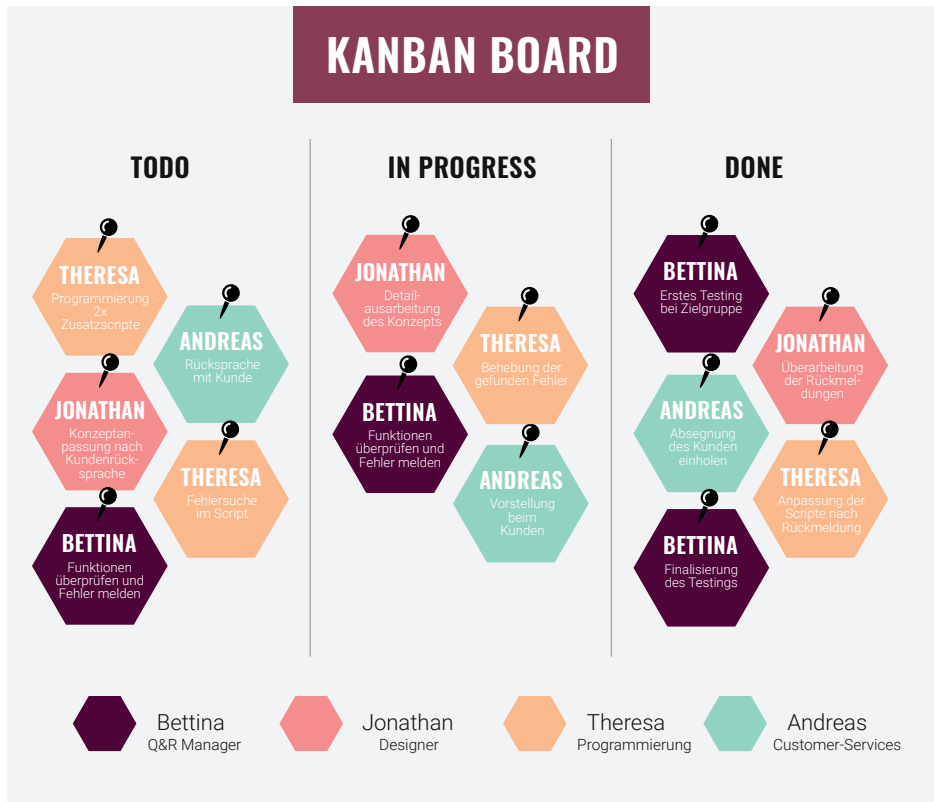 KANBAN BOARD
TODO
THERESA
Programmierung
2x
Zusatzscripte
ANDREAS
Rücksprache
mit Kunde
JONATHAN
Konzeptan-
passung nach
Kundenrück-
sprache
THERESA
Fehlersuche
im Script
BETTINA
Funktionen
überprüfen und
Fehler melden
IN PROGRESS
JONATHAN
Detail-
ausarbeitung
des Konzepts
THERESA
Behebung der
gefunden Fehler
BETTINA
Funktionen
überprüfen und
Fehler melden
ANDREAS
Vorstellung
beim
Kunden
DONE
BETTINA
Erstes Testing
bei Zielgruppe
JONATHAN
Überarbeitung
der Rückmel-
dungen
ANDREAS
Absegnung
des Kunden
einholen
THERESA
Anpassung der
Scripte nach
Rückmeldung
BETTINA
Finalisierung
des Testings
Bettina
Q&R Manager
Jonathan
Designer
Theresa
Programmierung
Andreas
Customer-Services